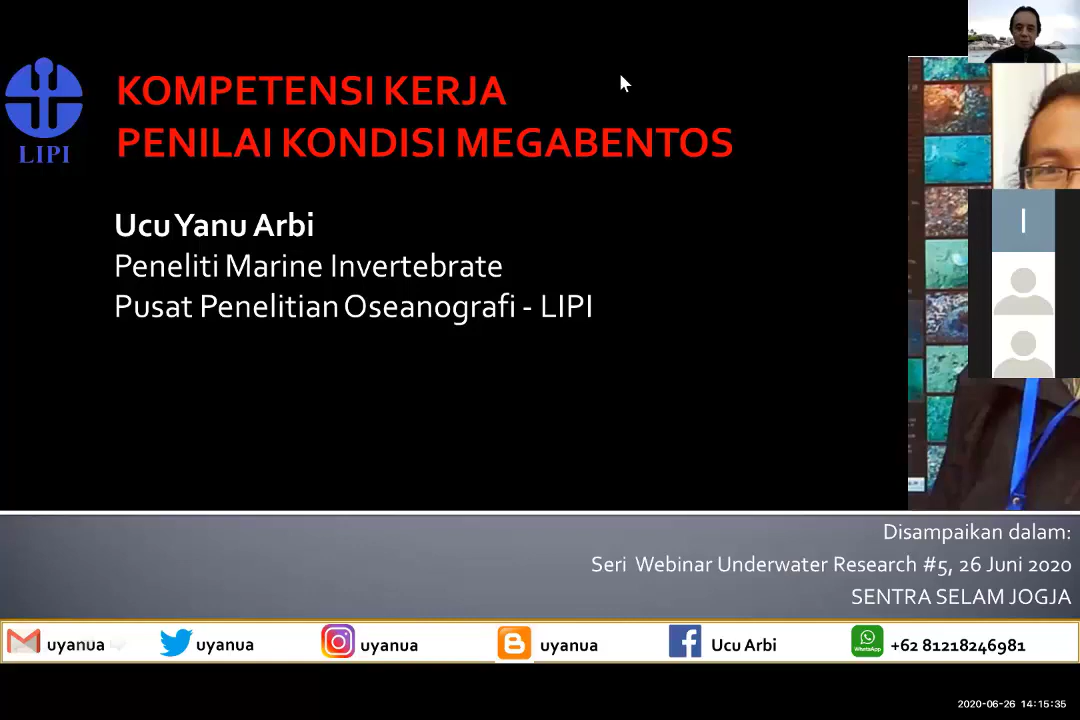 LIPI
KOMPETENSI KERJA
PENILAI KONDISI MEGABENTOS
Ucu Yanu Arbi
Peneliti Marine Invertebrate
Pusat Penelitian Oseanografi - LIPI
I
Disampaikan dalam:
Seri Webinar Underwater Research #5, 26 Juni 2020
SENTRA SELAM JOGJA
uyanua
uyanua
uyanua
uyanua
Ucu Arbi
WhatsApp
+62 81218246981
2020-06-26 14:15:35